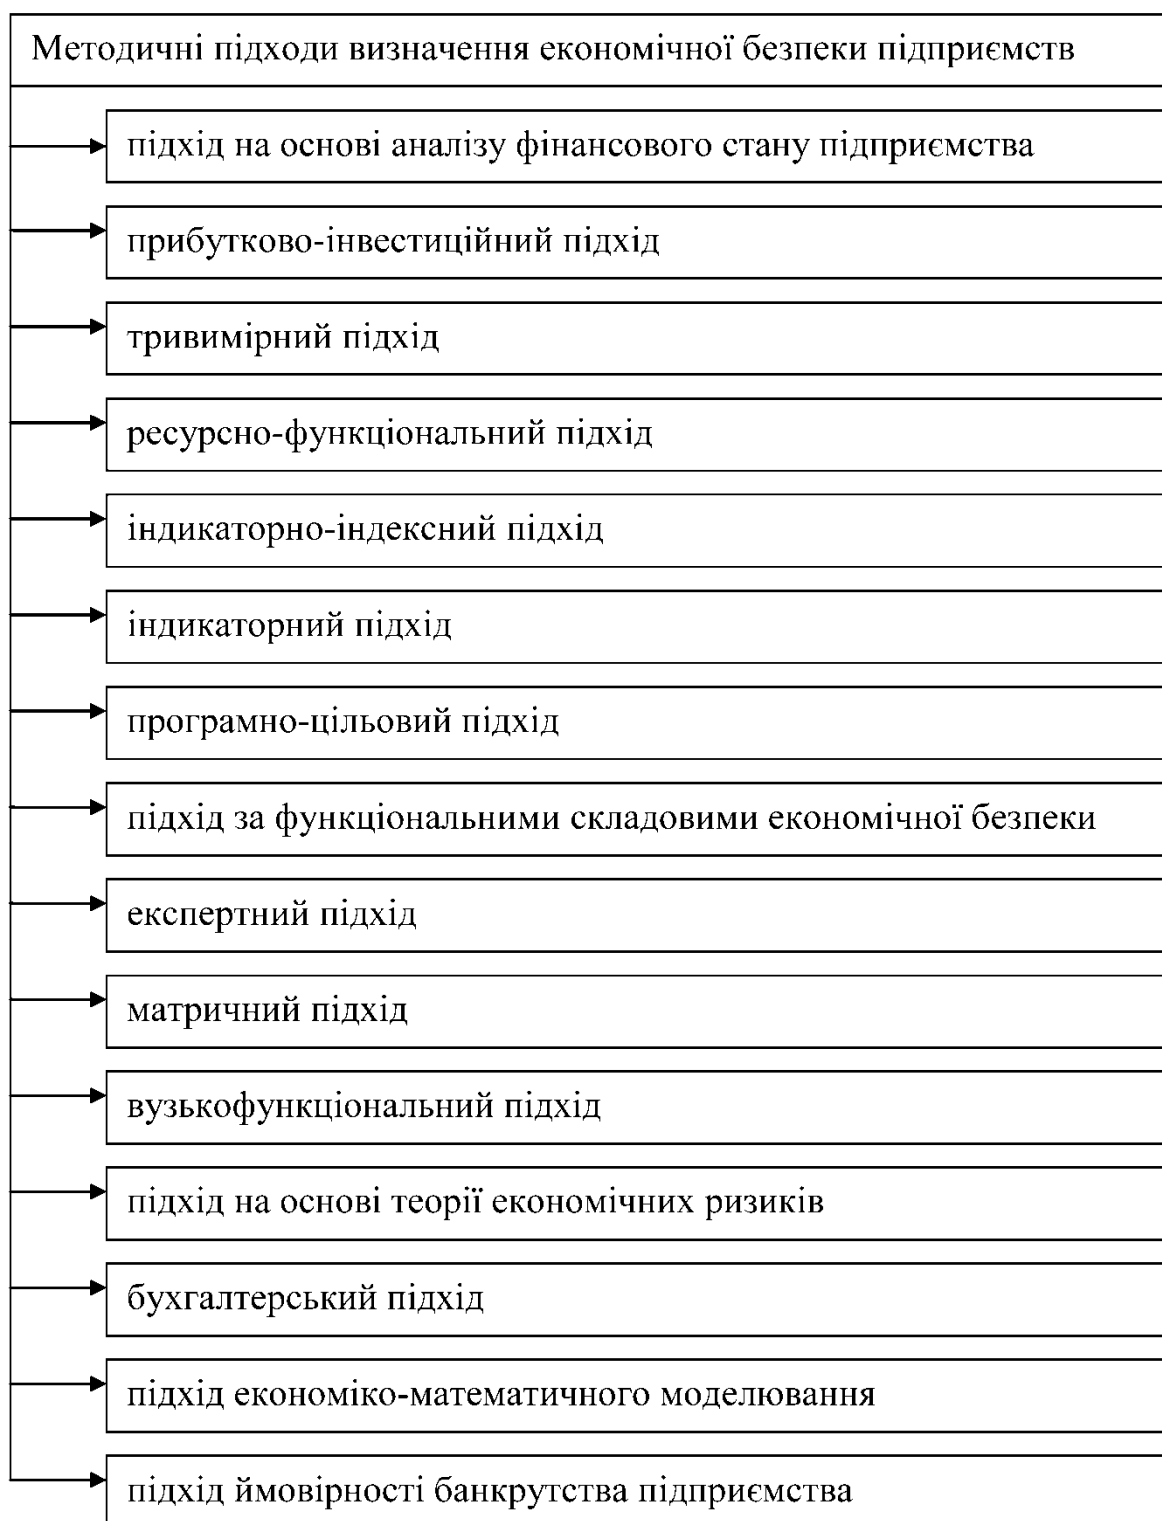 Методичні підходи визначення економічної безпеки підприємств
підхід на основі аналізу фінансового стану підприємства
прибутково-інвестиційний підхід
тривимірний підхід
ресурсно-функціональний підхід
індикаторно-індексний підхід
індикаторний підхід
програмно-цільовий підхід
підхід за функціональними складовими економічної безпеки
експертний підхід
матричний підхід
вузькофункціональний підхід
підхід на основі теорії економічних ризиків
бухгалтерський підхід
підхід економіко-математичного моделювання
підхід ймовірності банкрутства підприємства